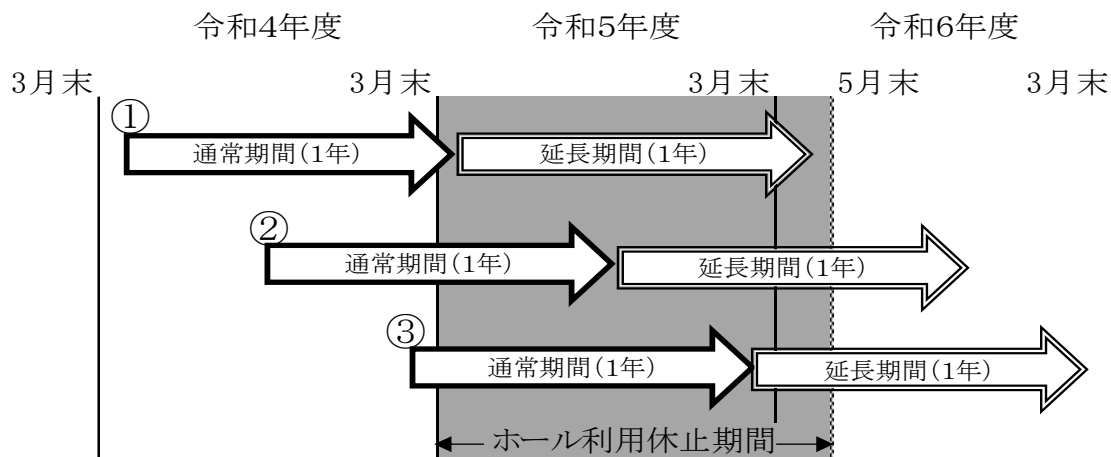 令和4年度 令和5年度 令和6年度
3月末 3月末 3月末 5月末 3月末
①
通常期間(1年) 延長期間(1年)
②
通常期間(1年) 延長期間(1年)
③
通常期間(1年) 延長期間(1年)
ホール利用休止期間